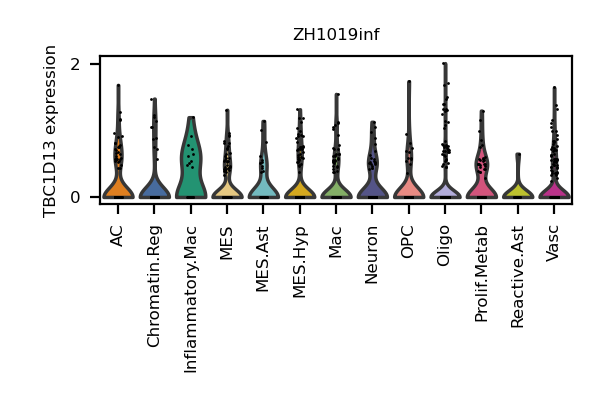 ZH1019inf
TBC1D13 expression
2
0
AC
Chromatin.Reg
Inflammatory.Mac
MES
MES.Ast
MES.Hyp
Mac
Neuron
OPC
Oligo
Prolif.Metab
Reactive.Ast
Vasc